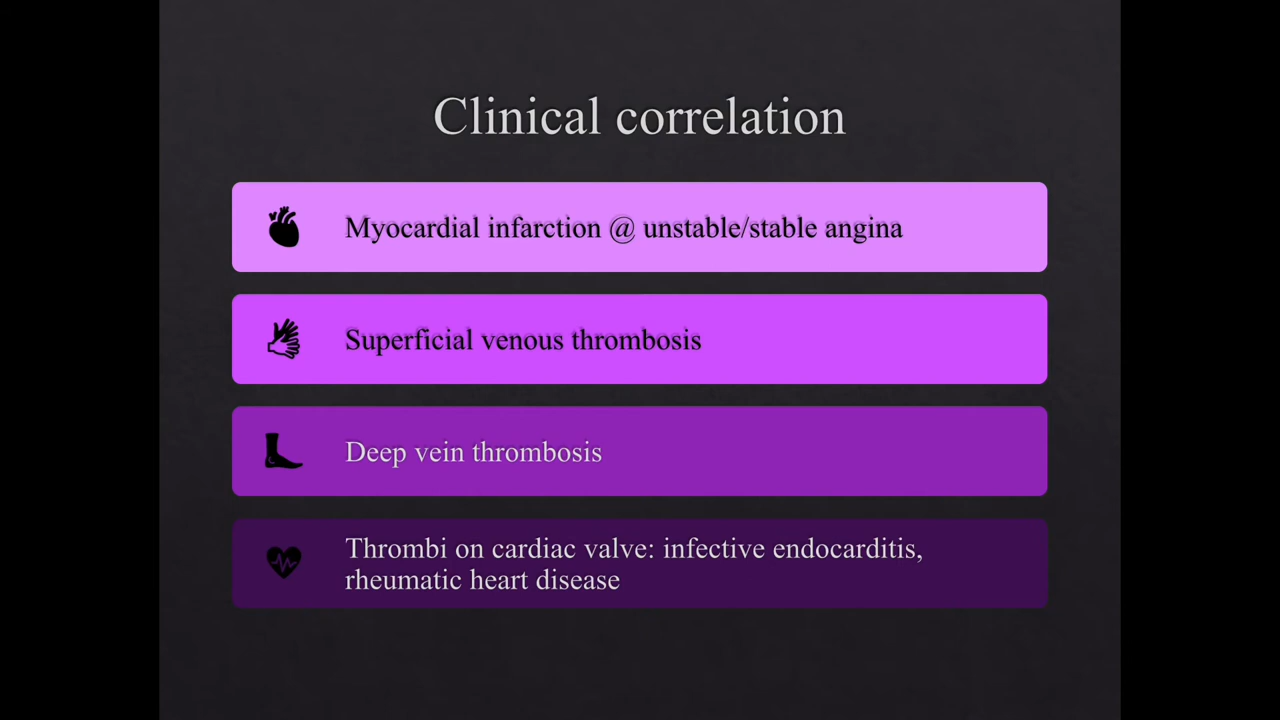 Clinical correlation
Myocardial infarction @ unstable/stable angina
Superficial venous thrombosis
Deep vein thrombosis
Thrombi on cardiac valve: infective endocarditis,
rheumatic heart disease